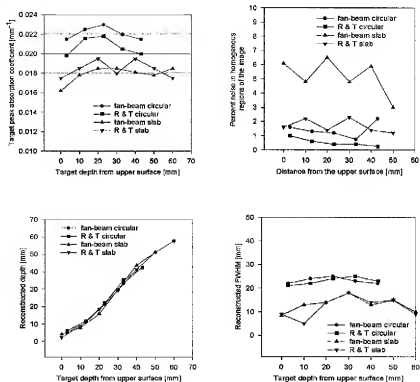 Target peak absorption coefficient [mm⁻¹]
0.024
0.022
0.020
0.018
0.016
0.014
0.012
0.010
fan-beam circular
R & T circular
fan-beam slab
R & T slab
0 10 20 30 40 50 60 70
Target depth from upper surface [mm]
Percent noise in homogenous
regions of the image
10
9
8
7
6
5
4
3
2
1
0
fan-beam circular
R & T circular
fan-beam slab
R & T slab
0 10 20 30 40 50 60
Distance from the upper surface [mm]
Reconstructed depth [mm]
70
60
50
40
30
20
10
0
fan-beam circular
R & T circular
fan-beam slab
R & T slab
0 10 20 30 40 50 60 70
Target depth from upper surface [mm]
Reconstructed FWHM [mm]
50
40
30
20
10
0
fan-beam circular
R & T circular
fan-beam slab
R & T slab
0 10 20 30 40 50 60
Target depth from upper surface [mm]